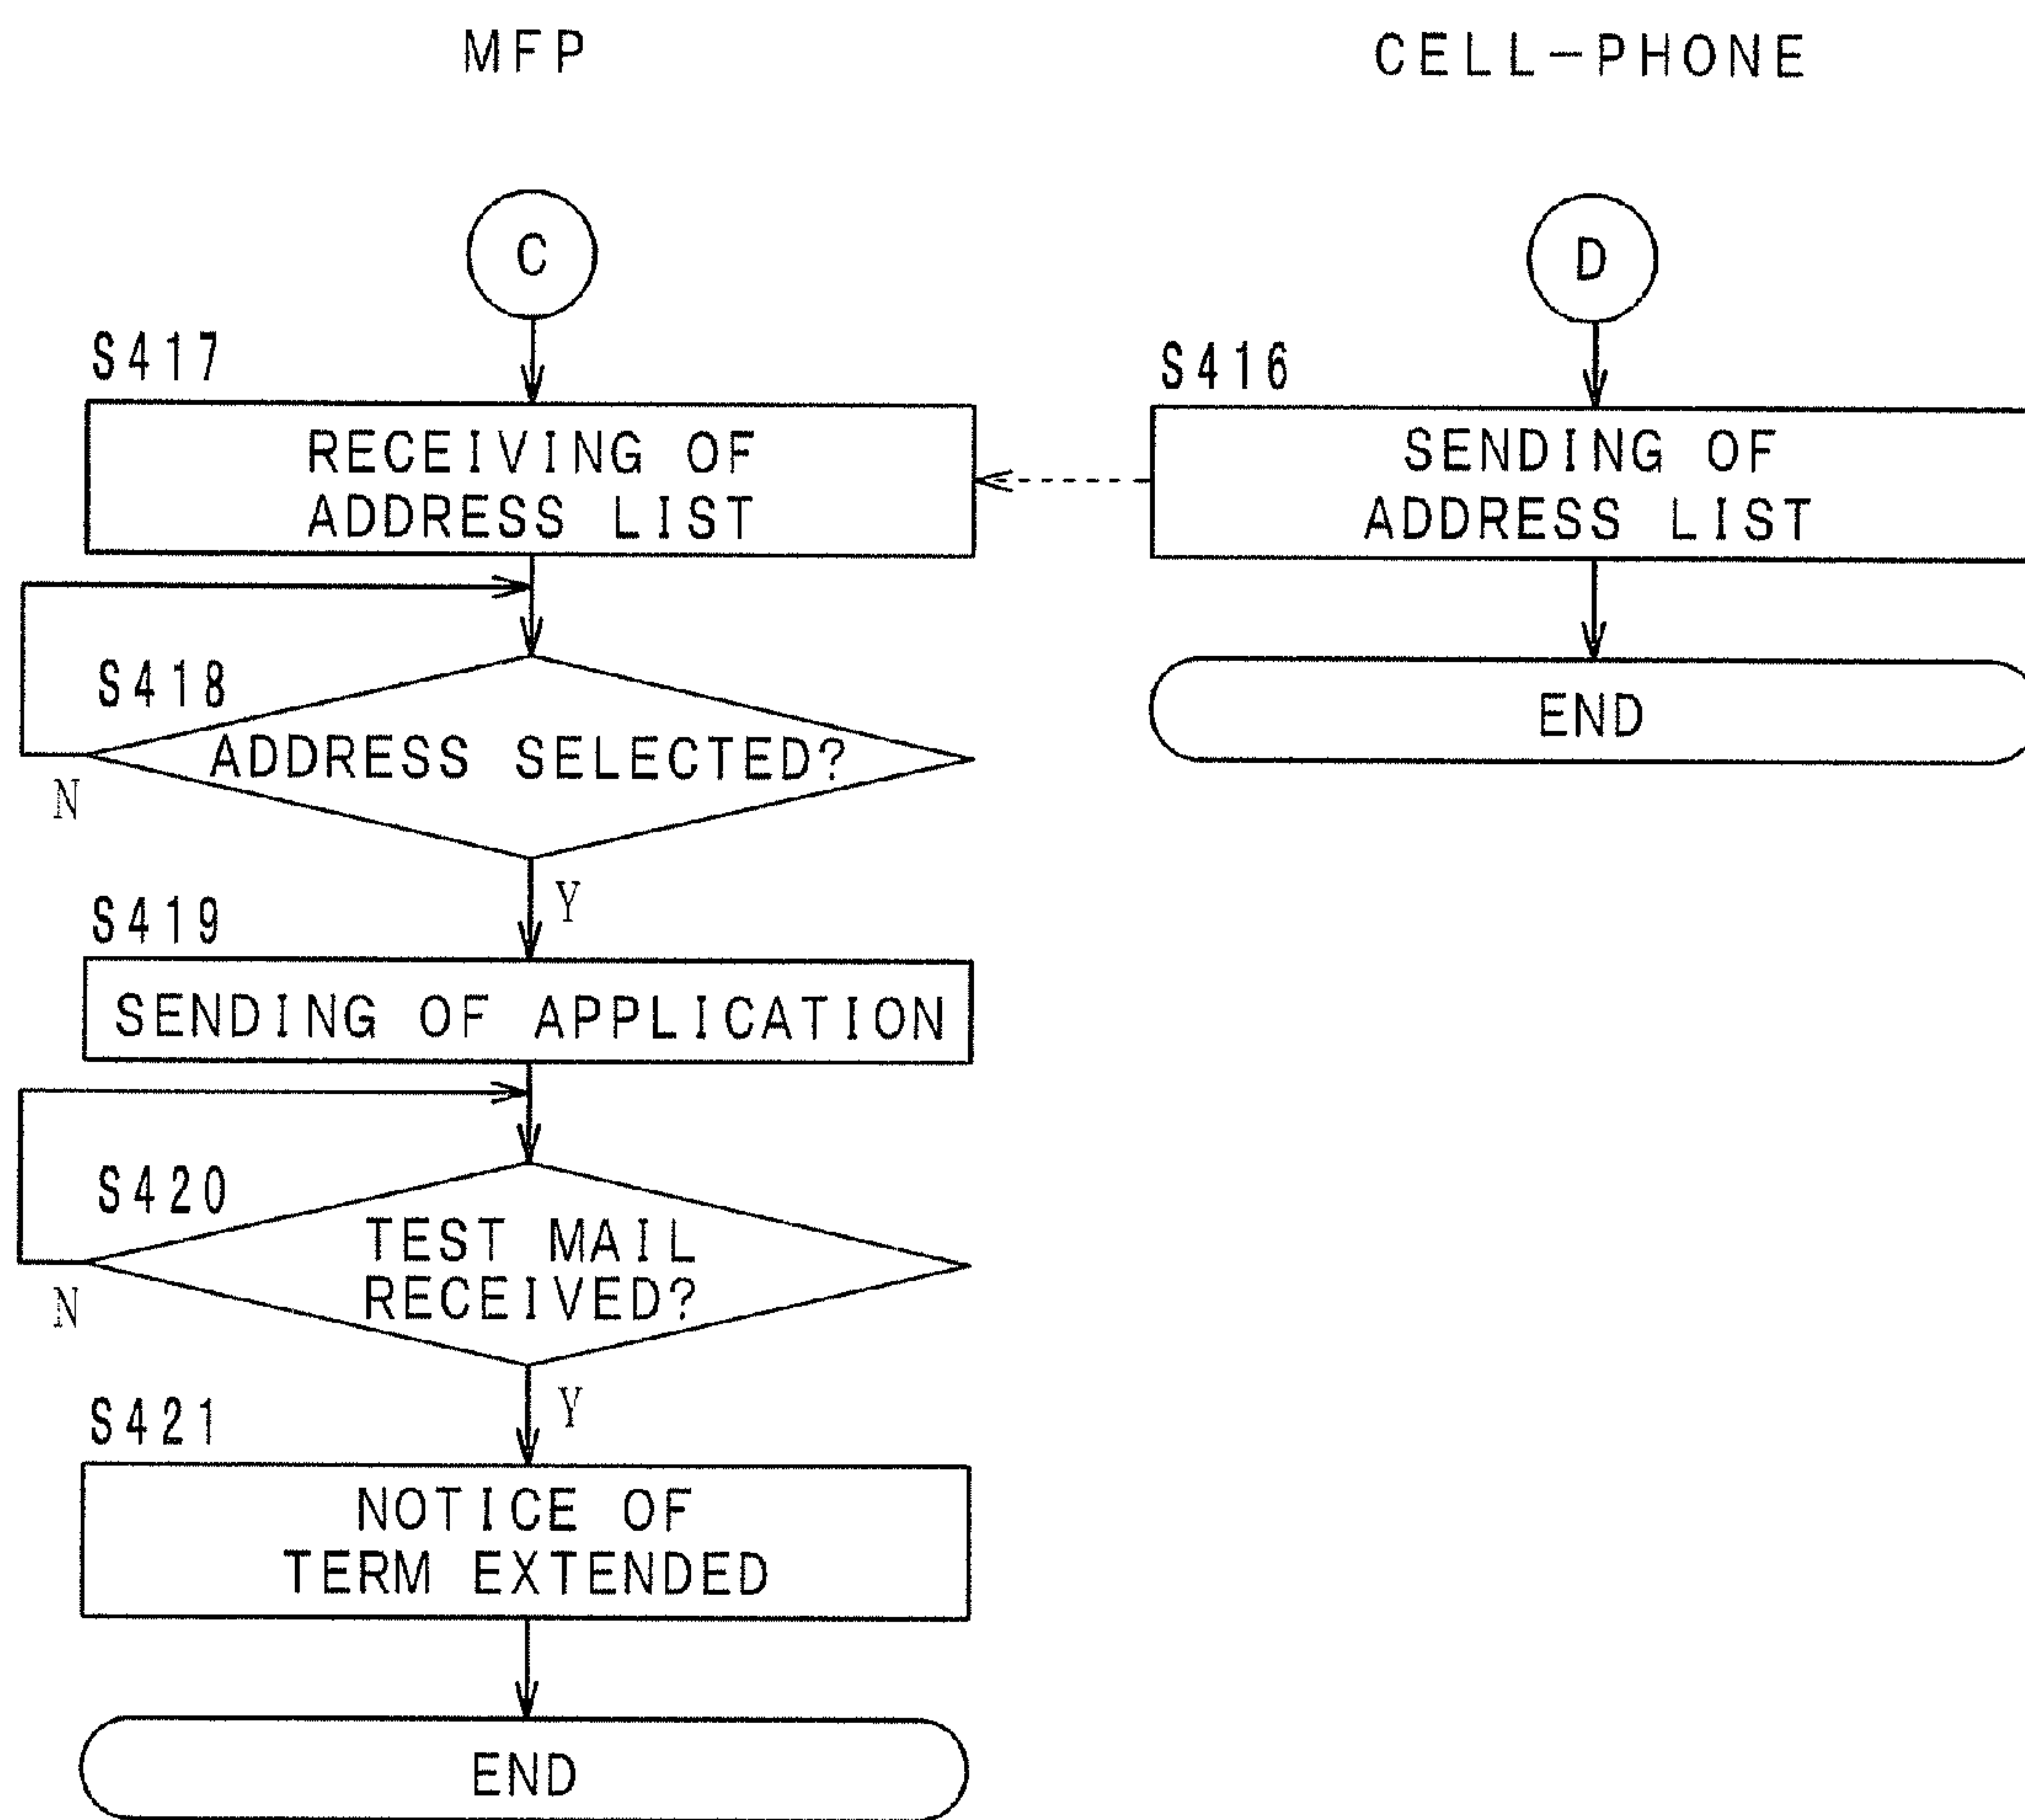 MFP
CELL-PHONE
C
D
S417
S416
RECEIVING OF
ADDRESS LIST
SENDING OF
ADDRESS LIST
S418
ADDRESS SELECTED?
N
END
Y
S419
SENDING OF APPLICATION
S420
TEST MAIL
RECEIVED?
N
Y
S421
NOTICE OF
TERM EXTENDED
END